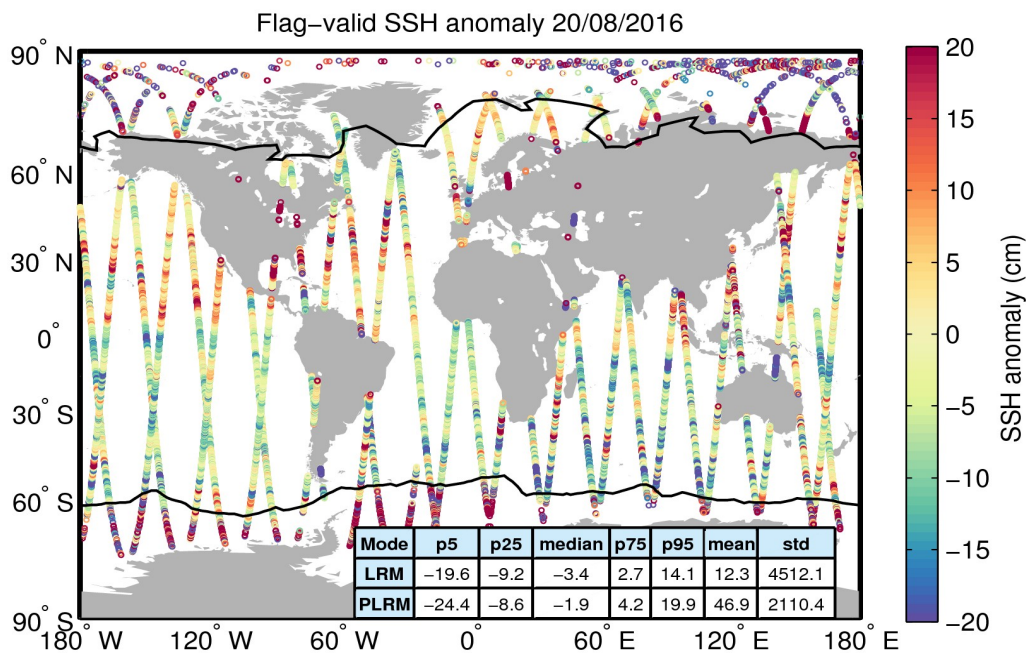 Flag−valid SSH anomaly 20/08/2016
90° N
60° N
30° N
0°
30° S
60° S
90° S
180° W
120° W
60° W
0°
60° E
120° E
180° E
Mode p5 p25 median p75 p95 mean std
LRM −19.6 −9.2 −3.4 2.7 14.1 12.3 4512.1
PLRM −24.4 −8.6 −1.9 4.2 19.9 46.9 2110.4
20
15
10
5
0
−5
−10
−15
−20
SSH anomaly (cm)